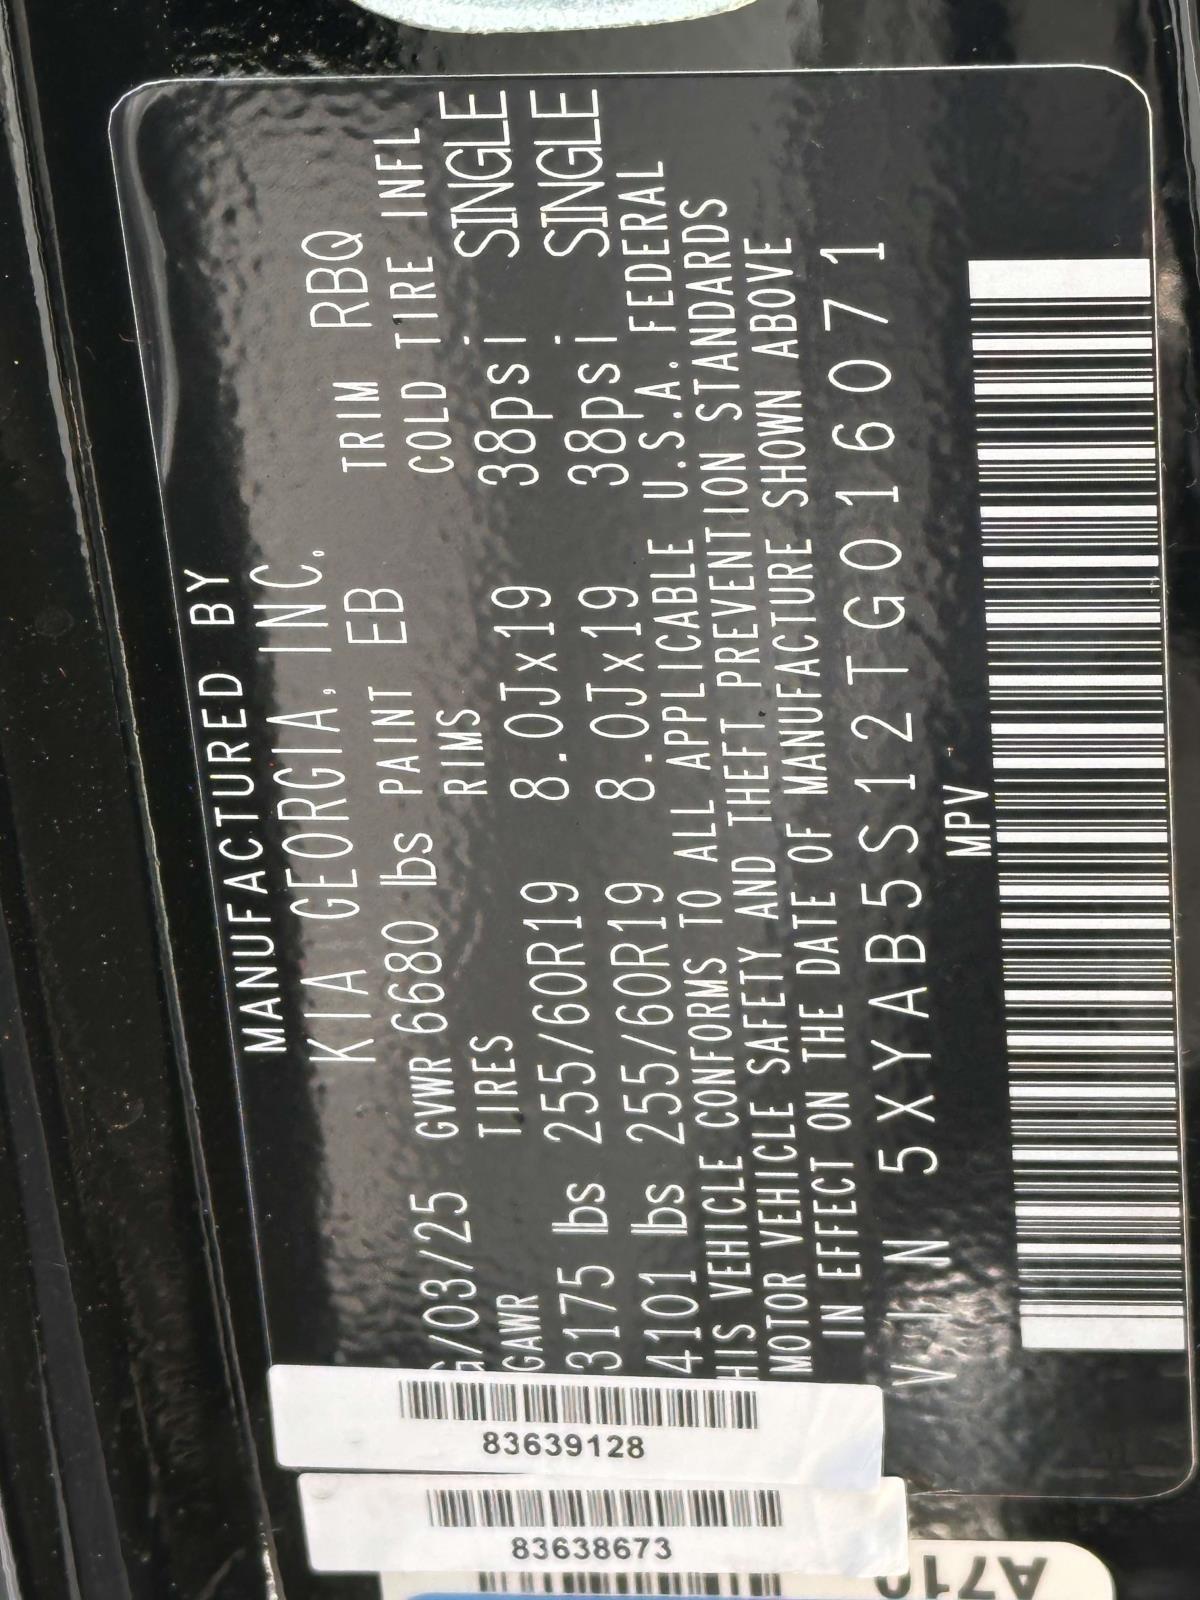 MANUFACTURED BY
KIA GEORGIA, INC.
G/03/25 GVWR 6680 lbs PAINT EB TRIM RBQ
GAWR TIRES RIMS COLD TIRE INFL
3175 lbs 255/60R19 8.0Jx19 38psi SINGLE
4101 lbs 255/60R19 8.0Jx19 38psi SINGLE
HIS VEHICLE CONFORMS TO ALL APPLICABLE U.S.A. FEDERAL
MOTOR VEHICLE SAFETY AND THEFT PREVENTION STANDARDS
IN EFFECT ON THE DATE OF MANUFACTURE SHOWN ABOVE
VIN 5XYAB5S12TG016071
MPV
83639128
83638673
A710